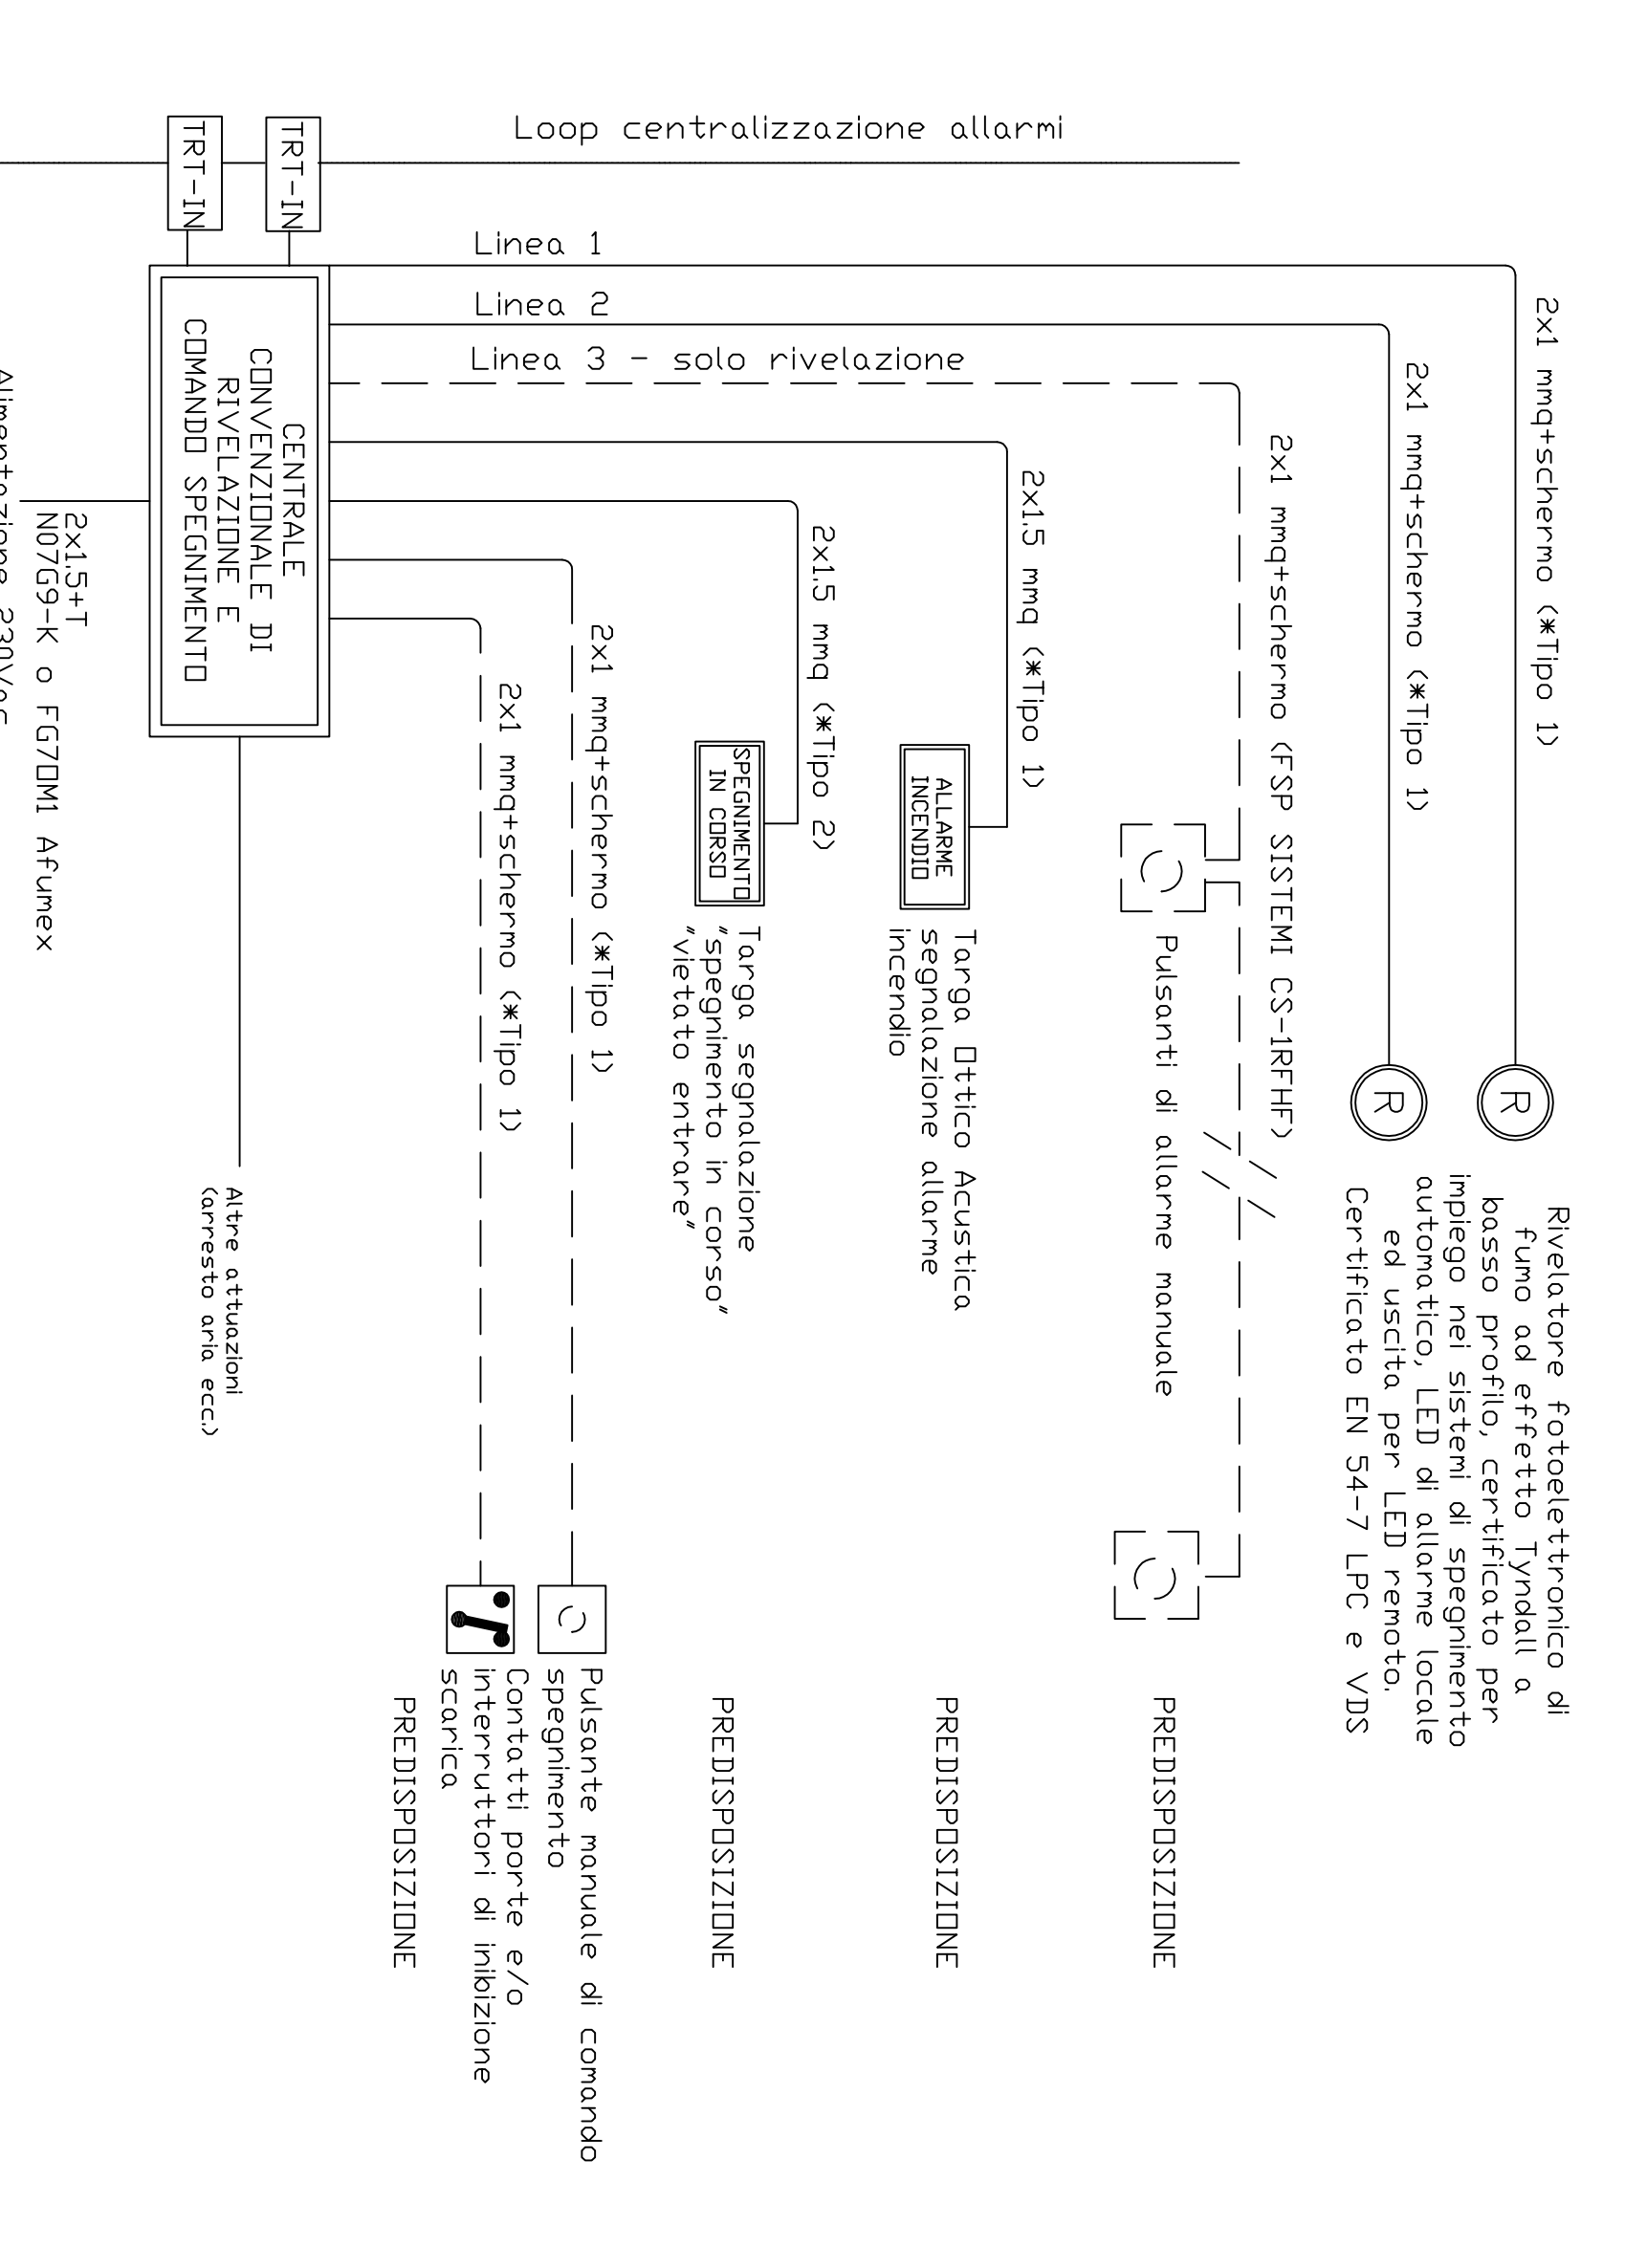 Loop centralizzazione allarmi
TRT-IN
TRT-IN
Linea 1
Linea 2
Linea 3 - solo rivelazione
CENTRALE
CONVENZIONALE DI
RIVELAZIONE E
COMANDO SPEGNIMENTO
2x1.5+T
N07G9-K o FG7OM1 Afumex
Alimentazione 230Vac
2x1 mmq+schermo (*Tipo 1)
2x1 mmq+schermo (*Tipo 1)
2x1 mmq+schermo (FSP SISTEMI CS-1RFHF)
2x1.5 mmq (*Tipo 1)
2x1.5 mmq (*Tipo 2)
2x1 mmq+schermo (*Tipo 1)
2x1 mmq+schermo (*Tipo 1)
R
R
Rivelatore fotoelettronico di
fumo ad effetto Tyndall a
basso profilo, certificato per
impiego nei sistemi di spegnimento
automatico, LED di allarme locale
ed uscita per LED remoto.
Certificato EN 54-7 LPC e VDS
Pulsanti di allarme manuale
PREDISPOSIZIONE
ALLARME
INCENDIO
Targa Ottico Acustica
segnalazione allarme
incendio
PREDISPOSIZIONE
SPEGNIMENTO
IN CORSO
Targa segnalazione
"spegnimento in corso"
"vietato entrare"
PREDISPOSIZIONE
Pulsante manuale di comando
spegnimento
Contatti porte e/o
interruttori di inibizione
scarica
PREDISPOSIZIONE
Altre attuazioni
(arresto aria ecc.)